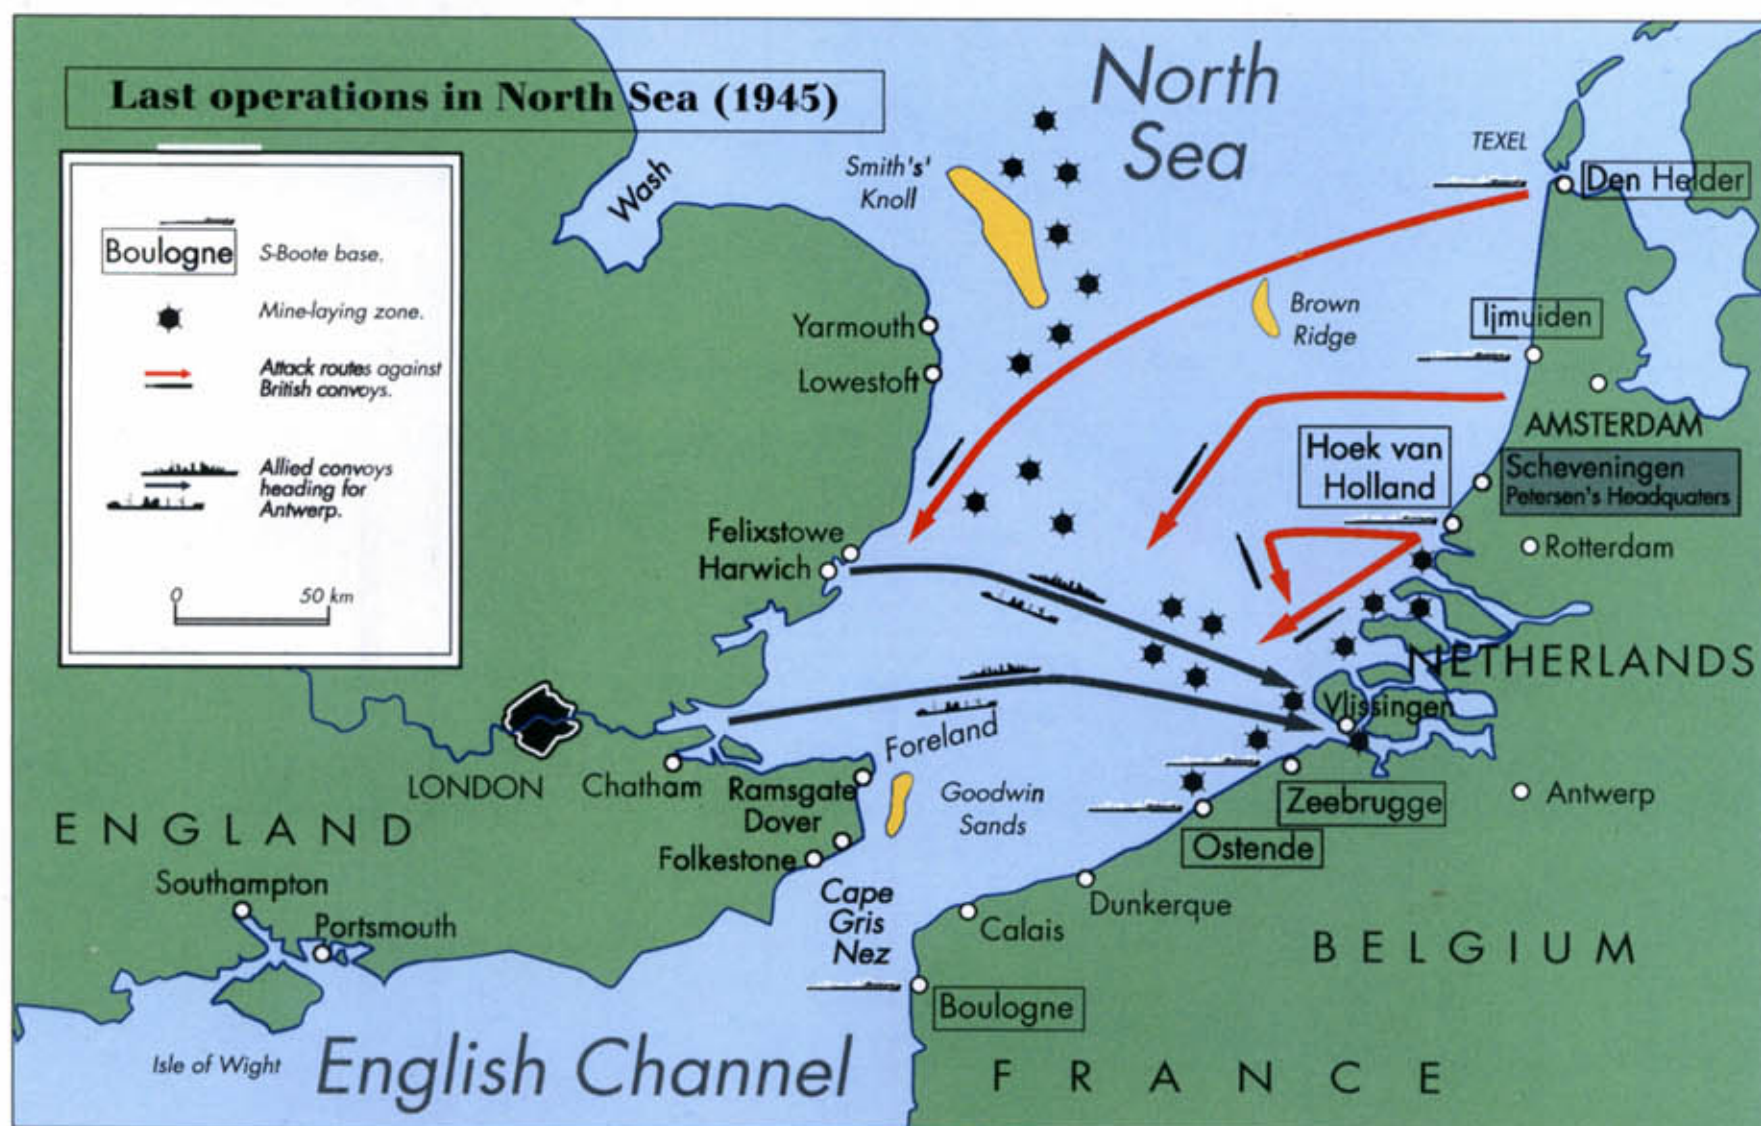 Last operations in North Sea (1945)
Boulogne
S-Boote base.
Mine-laying zone.
Attack routes against
British convoys.
Allied convoys
heading for
Antwerp.
0
50 km
North
Sea
Wash
Smith's'
Knoll
TEXEL
Den Helder
Brown
Ridge
Ijmuiden
Yarmouth
Lowestoft
AMSTERDAM
Hoek van
Holland
Scheveningen
Petersen's Headquaters
Felixstowe
Harwich
Rotterdam
NETHERLANDS
Vlissingen
Foreland
LONDON
Chatham
Ramsgate
Dover
Folkestone
Goodwin
Sands
Zeebrugge
Antwerp
Ostende
ENGLAND
Southampton
Portsmouth
Cape
Gris
Nez
Dunkerque
Calais
BELGIUM
Boulogne
Isle of Wight
English Channel
FRANCE